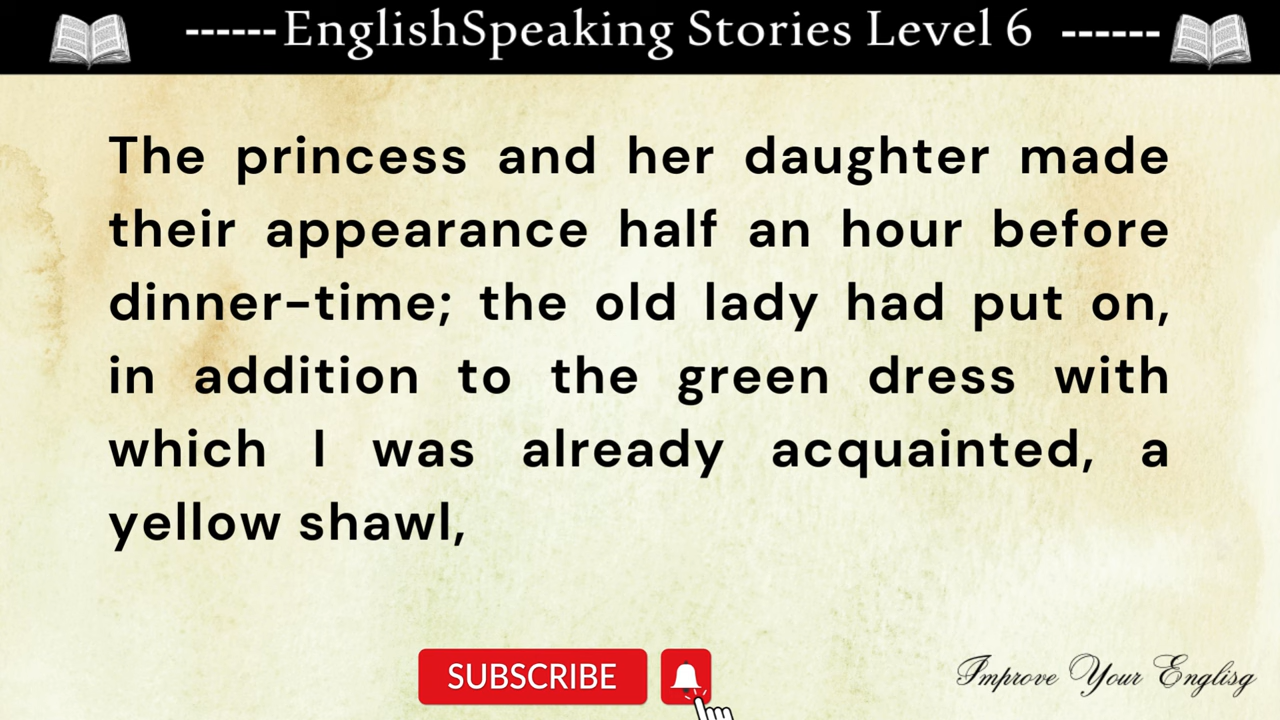 ------EnglishSpeaking Stories Level 6 ------
The princess and her daughter made
their appearance half an hour before
dinner-time; the old lady had put on,
in addition to the green dress with
which I was already acquainted, a
yellow shawl,
SUBSCRIBE
Improve Your Englisg